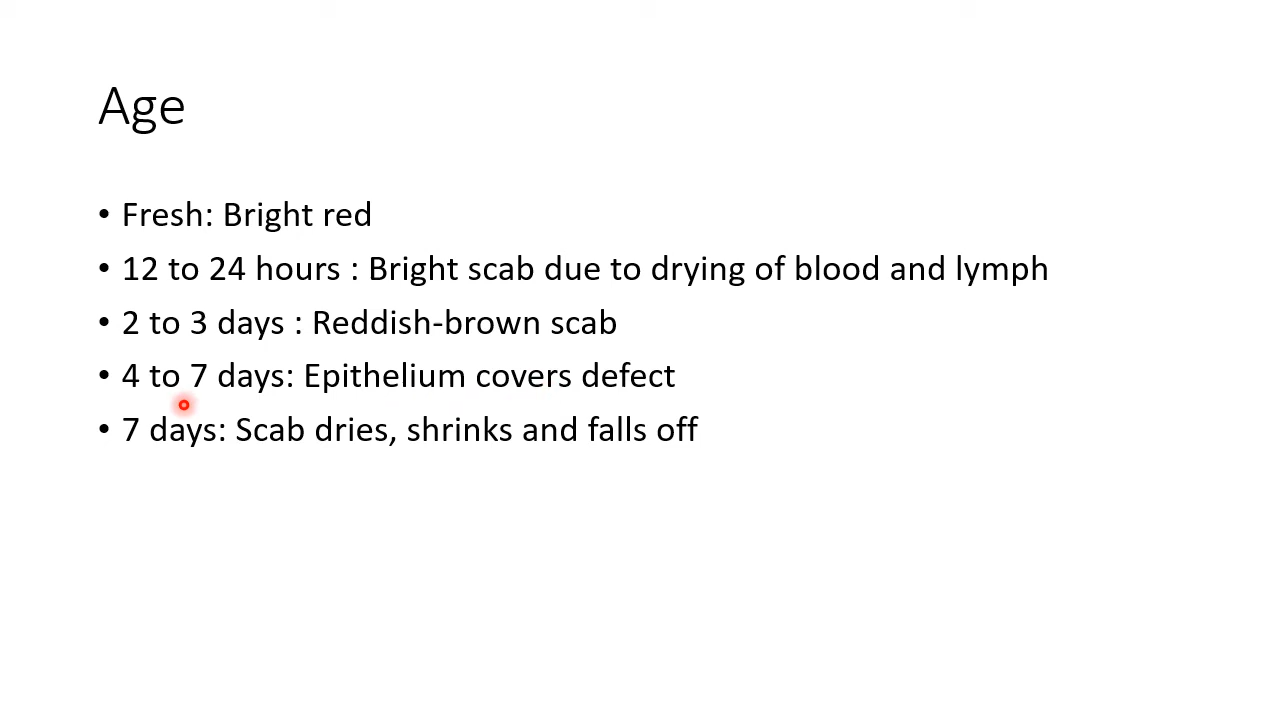 Age
• Fresh: Bright red
• 12 to 24 hours : Bright scab due to drying of blood and lymph
• 2 to 3 days : Reddish-brown scab
• 4 to 7 days: Epithelium covers defect
• 7 days: Scab dries, shrinks and falls off